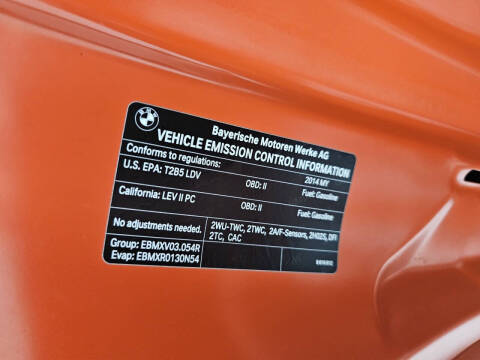 BMW
Bayerische Motoren Werke AG
VEHICLE EMISSION CONTROL INFORMATION
Conforms to regulations: 2014 MY
U.S. EPA: T2B5 LDV OBD: II Fuel: Gasoline
California: LEV II PC OBD: II Fuel: Gasoline
No adjustments needed. 2WU-TWC, 2TWC, 2A/F-Sensors, 2HO2S, DFI
2TC, CAC
Group: EBMXV03.054R
Evap: EBMXR0130N54